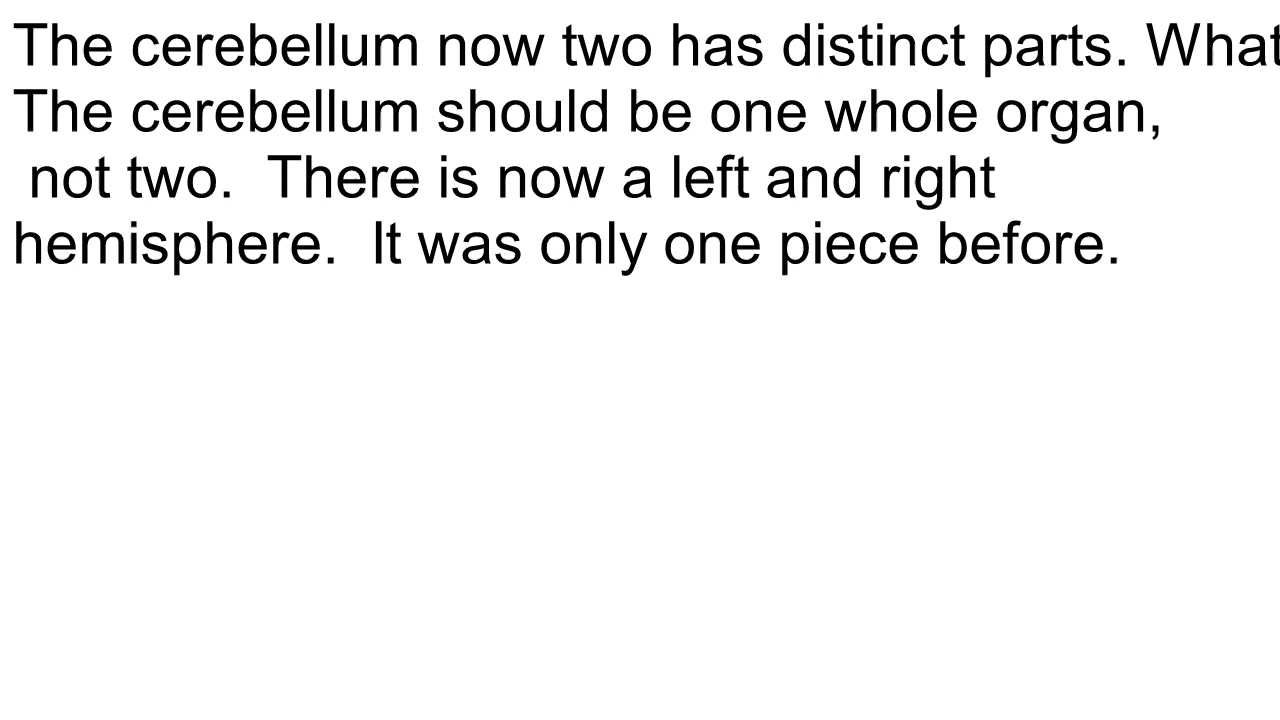 The cerebellum now two has distinct parts. What
The cerebellum should be one whole organ,
not two.  There is now a left and right
hemisphere.  It was only one piece before.